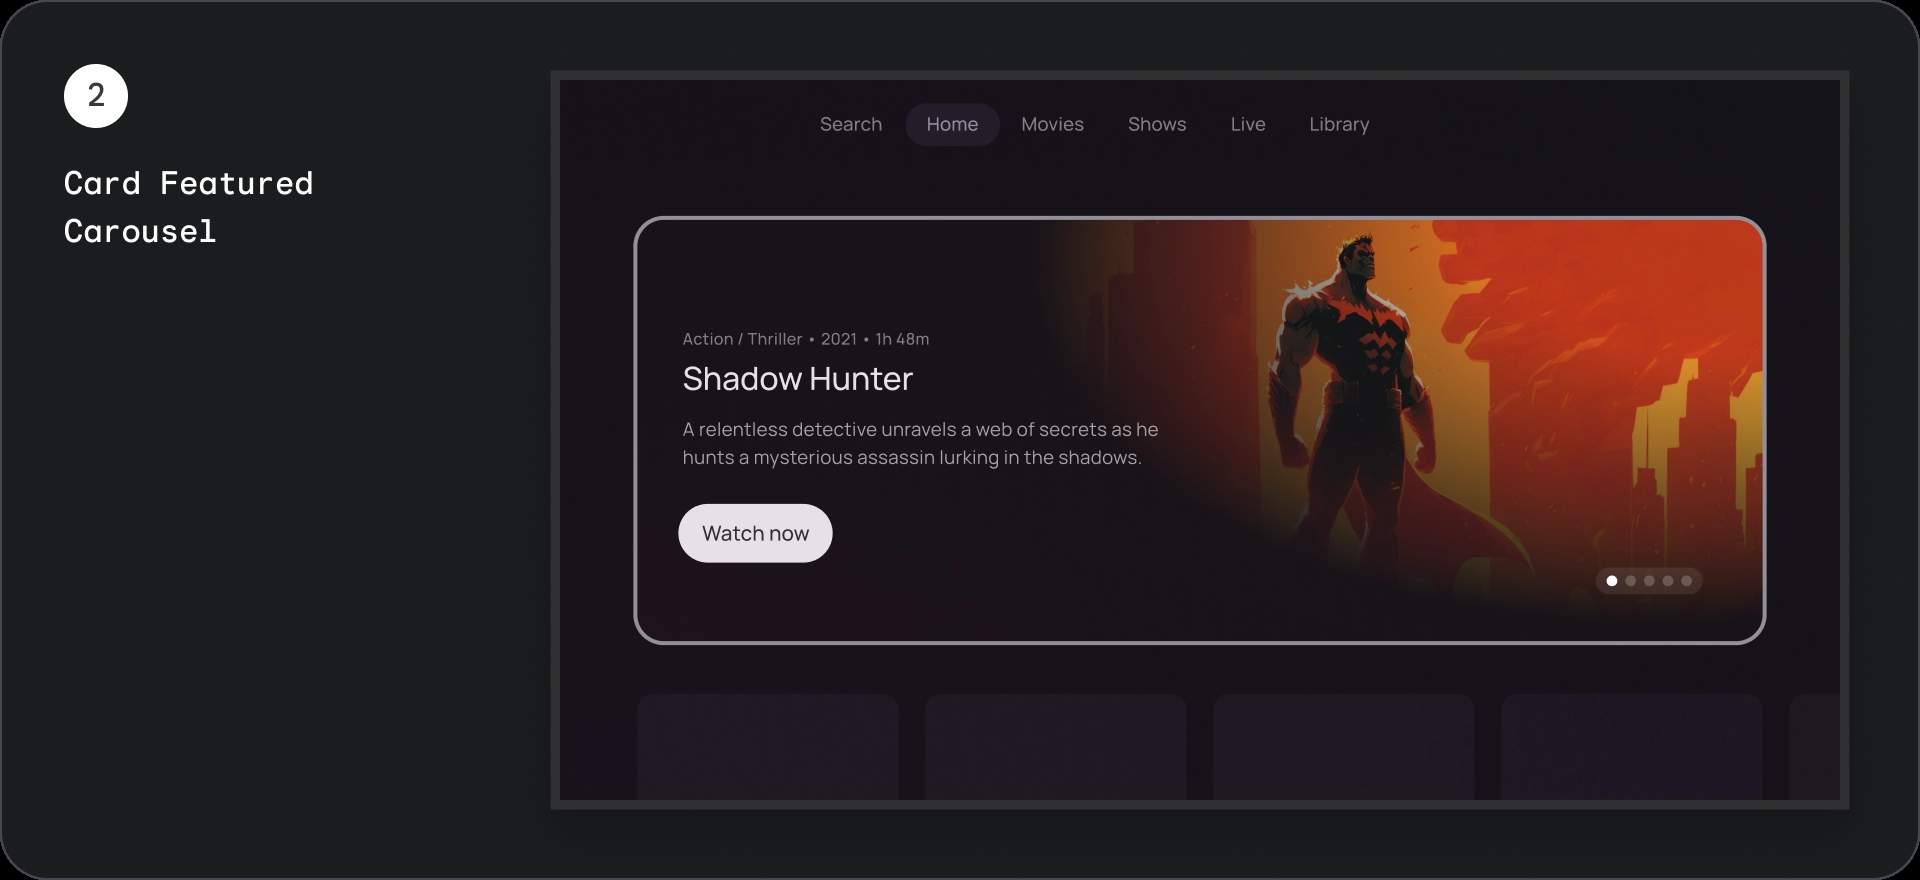 2
Card Featured
Carousel
Search Home Movies Shows Live Library
Action / Thriller • 2021 • 1h 48m
Shadow Hunter
A relentless detective unravels a web of secrets as he
hunts a mysterious assassin lurking in the shadows.
Watch now